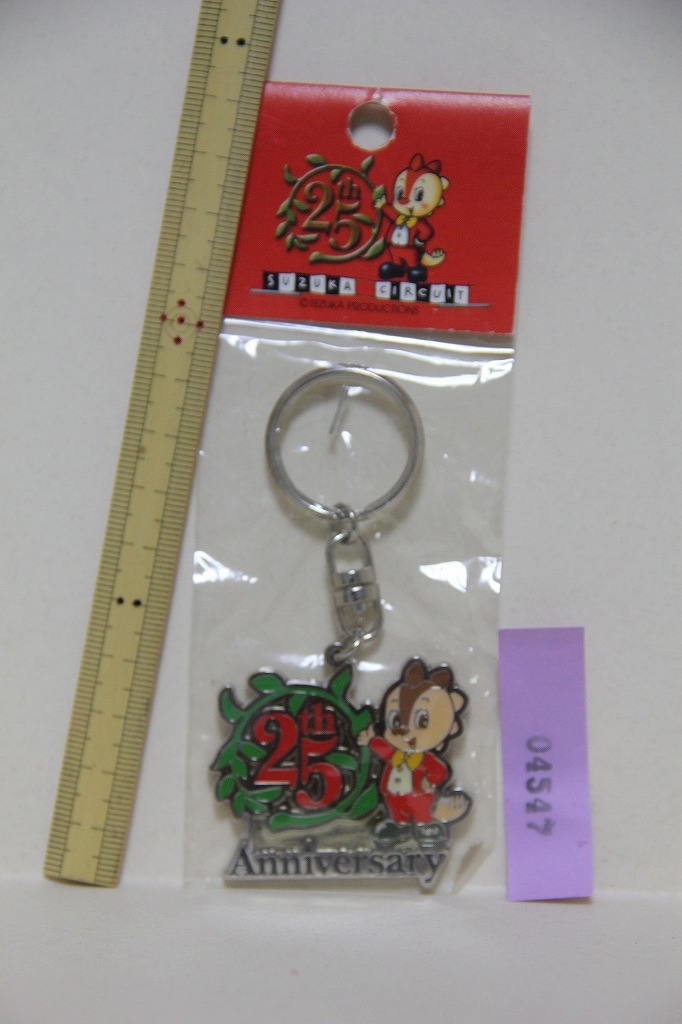 25th
SUZUKA CIRCUIT
©TEZUKA PRODUCTIONS
25th
Anniversary
04547